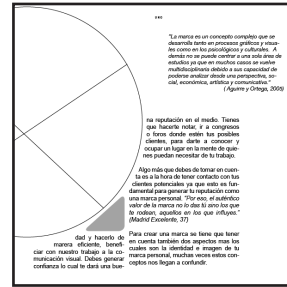 "La marca es un concepto complejo que se
desarrolla tanto en procesos gráficos y visua-
les como en los psicológicos y culturales. A
demás no se puede centrar a una sola área de
estudios ya que en muchos casos se vuelve
multidisciplinaria debido a sus capacidad de
poderse analizar desde una perspectiva, so-
cial, económica, artística y comunicativa."
( Aguirre y Ortega, 2005)
na reputación en el medio. Tienes
que hacerte notar, ir a congresos
o foros donde estén tus posibles
clientes, para darte a conocer y
ocupar un lugar en la mente de quie-
nes puedan necesitar de tu trabajo.
Algo más que debes de tomar en cuen-
ta es a la hora de tener contacto con tus
clientes potenciales ya que esto es fun-
damental para generar tu reputación como
una marca personal. "Por eso, el auténtico
valor de la marca no lo das tú sino los que
te rodean, aquellos en los que influyes."
(Madrid Excelente, 37)
Para crear una marca se tiene que tener
en cuenta también dos aspectos mas los
cuales son la identidad e imagen de tu
marca personal, muchas veces estos con-
ceptos nos llegan a confundir.
dad y hacerlo de
marera eficiente, benefi-
ciar con nuestro trabajo a la co-
municación visual. Debes generar
confianza lo cual te dará una bue-